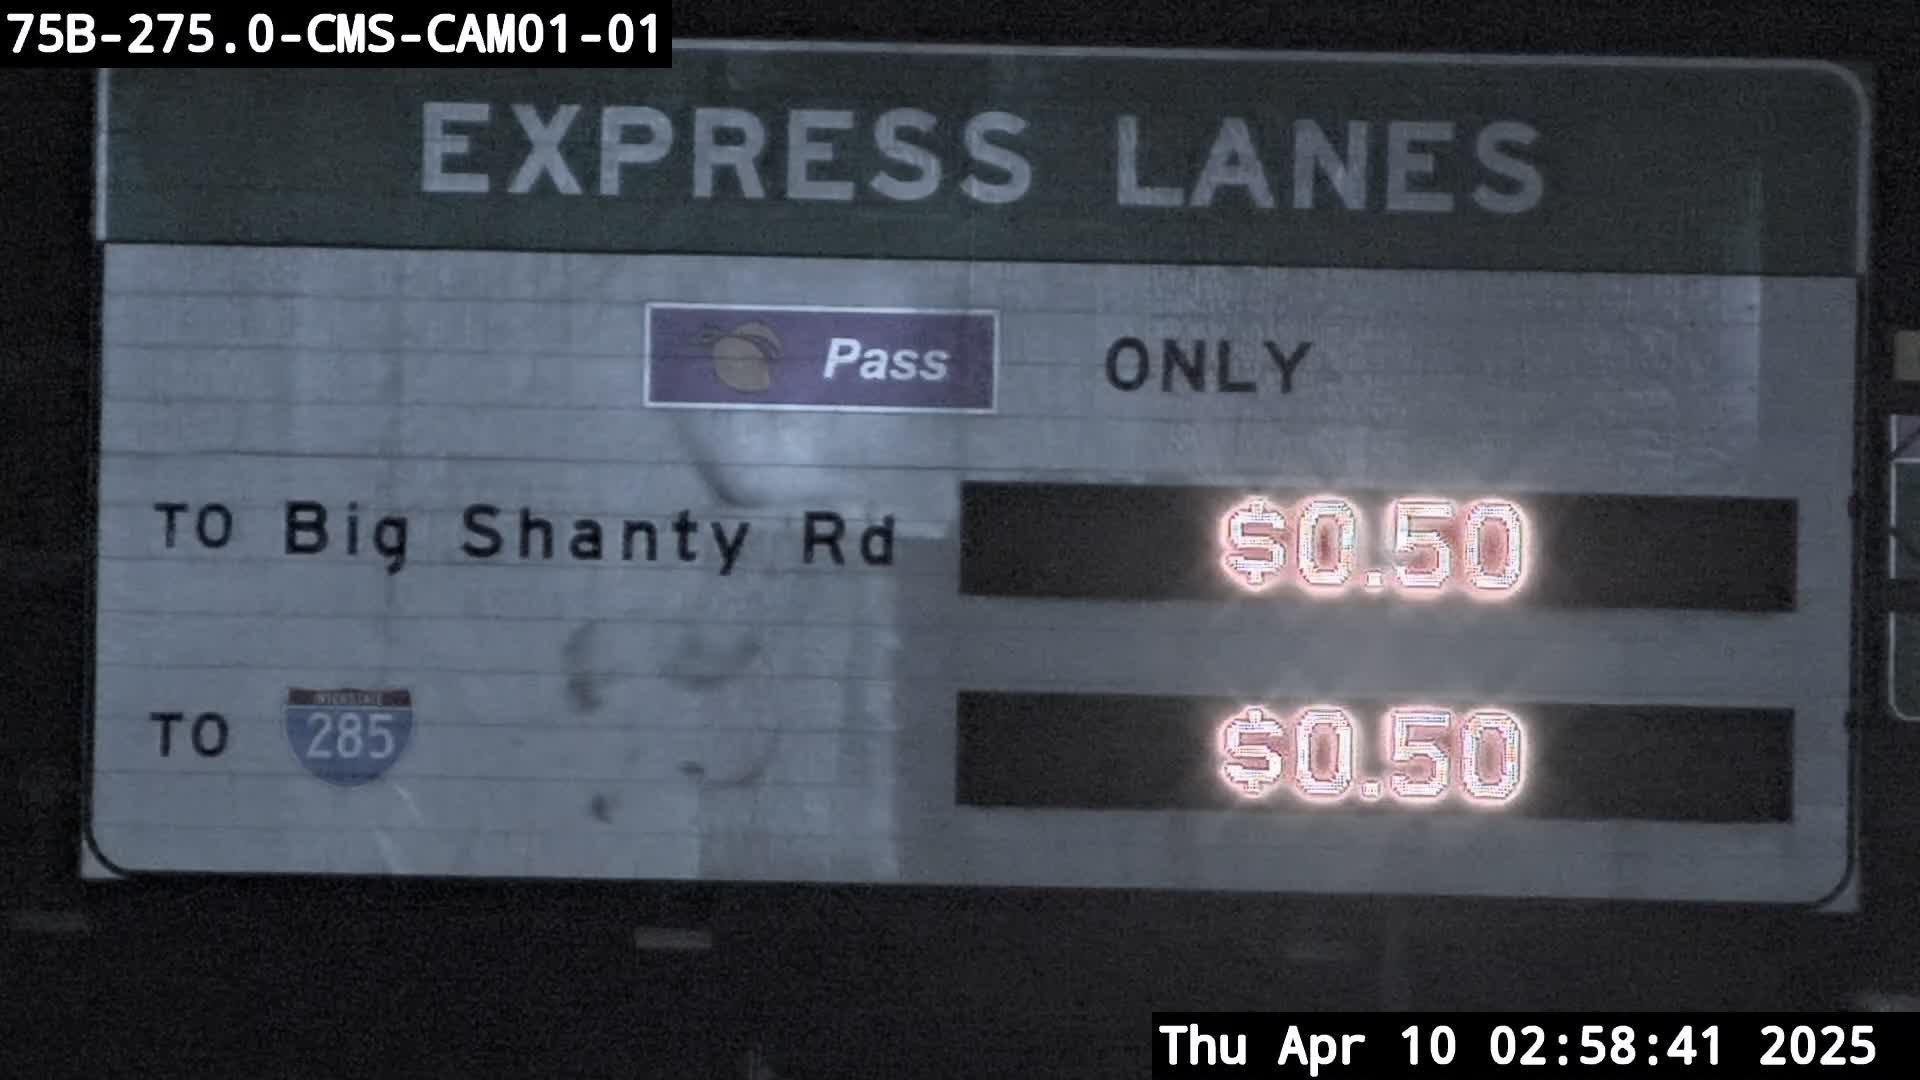 75B-275.0-CMS-CAM01-01
EXPRESS LANES
Pass ONLY
TO Big Shanty Rd $0.50
INTERSTATE
TO 285 $0.50
Thu Apr 10 02:58:41 2025